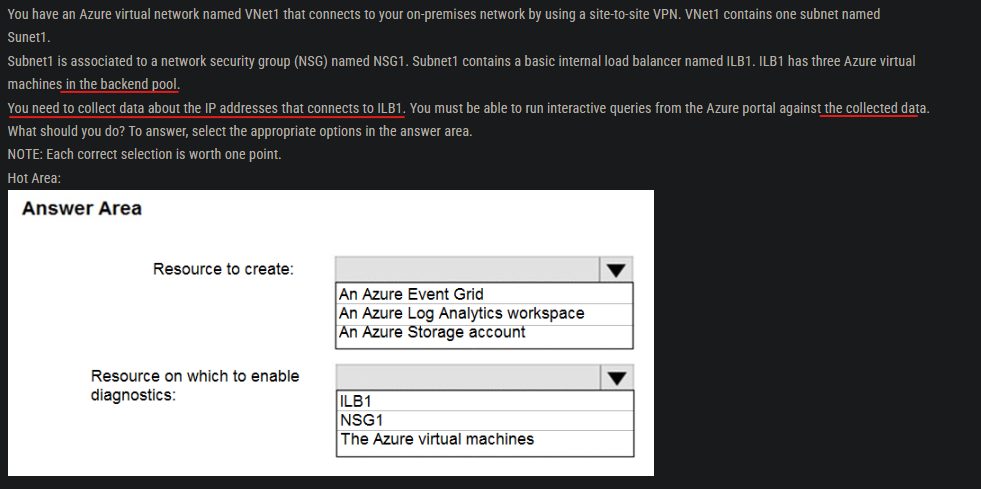 You have an Azure virtual network named VNet1 that connects to your on-premises network by using a site-to-site VPN. VNet1 contains one subnet named
Sunet1.
Subnet1 is associated to a network security group (NSG) named NSG1. Subnet1 contains a basic internal load balancer named ILB1. ILB1 has three Azure virtual
machines in the backend pool.
You need to collect data about the IP addresses that connects to ILB1. You must be able to run interactive queries from the Azure portal against the collected data.
What should you do? To answer, select the appropriate options in the answer area.
NOTE: Each correct selection is worth one point.
Hot Area:
Answer Area
Resource to create:
An Azure Event Grid
An Azure Log Analytics workspace
An Azure Storage account
Resource on which to enable
diagnostics:
ILB1
NSG1
The Azure virtual machines